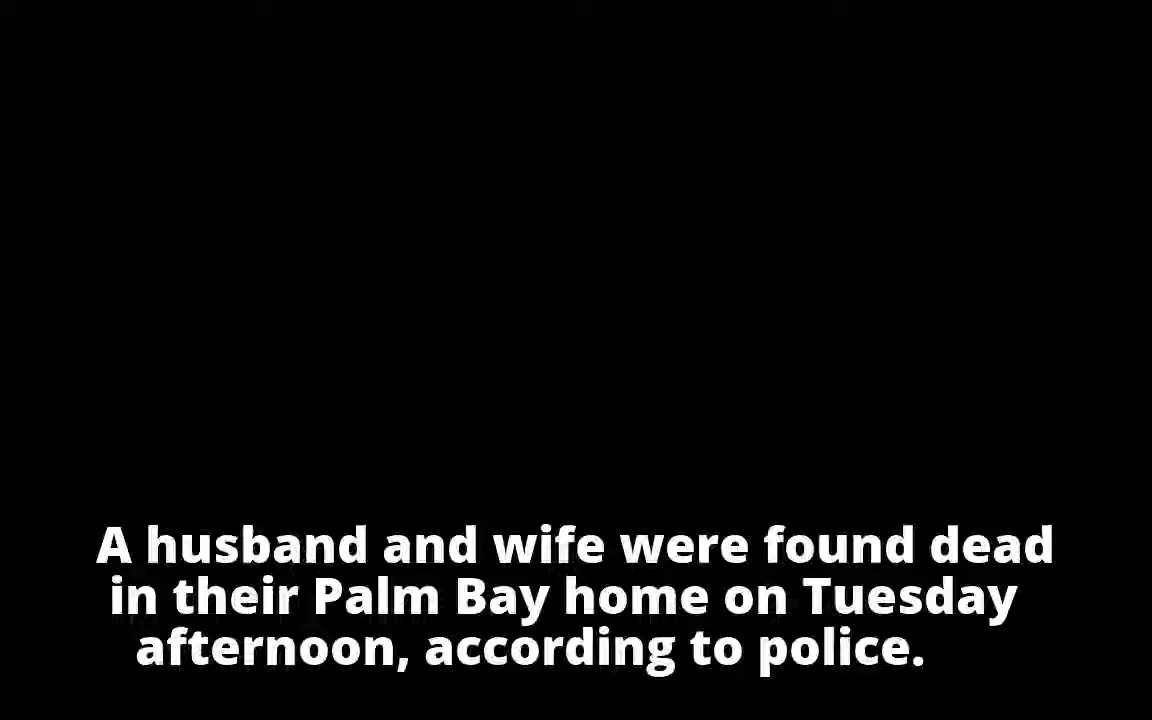 A husband and wife were found dead
in their Palm Bay home on Tuesday
afternoon, according to police.